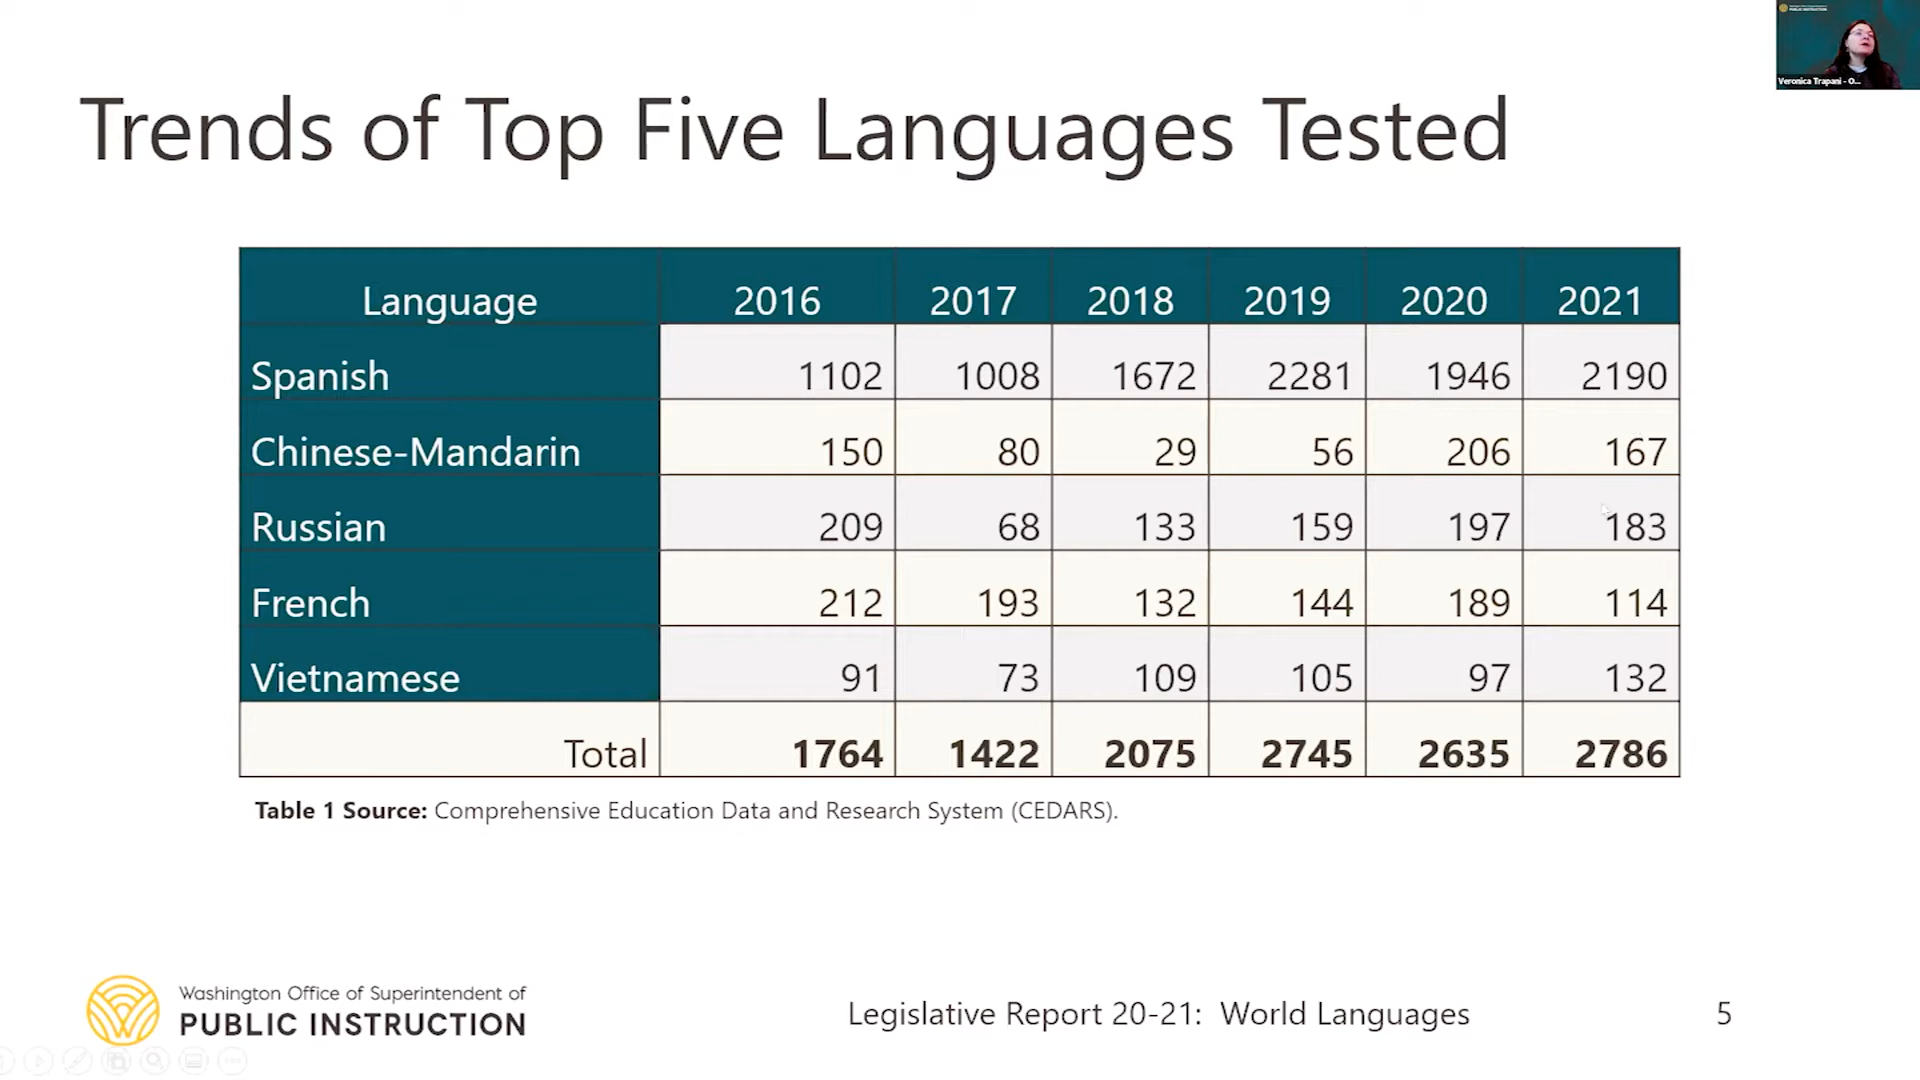 Trends of Top Five Languages Tested
Language 2016 2017 2018 2019 2020 2021
Spanish 1102 1008 1672 2281 1946 2190
Chinese-Mandarin 150 80 29 56 206 167
Russian 209 68 133 159 197 183
French 212 193 132 144 189 114
Vietnamese 91 73 109 105 97 132
Total 1764 1422 2075 2745 2635 2786
Table 1 Source: Comprehensive Education Data and Research System (CEDARS).
Washington Office of Superintendent of
PUBLIC INSTRUCTION
Legislative Report 20-21: World Languages
5
PUBLIC INSTRUCTION
Veronica Trapani - O...